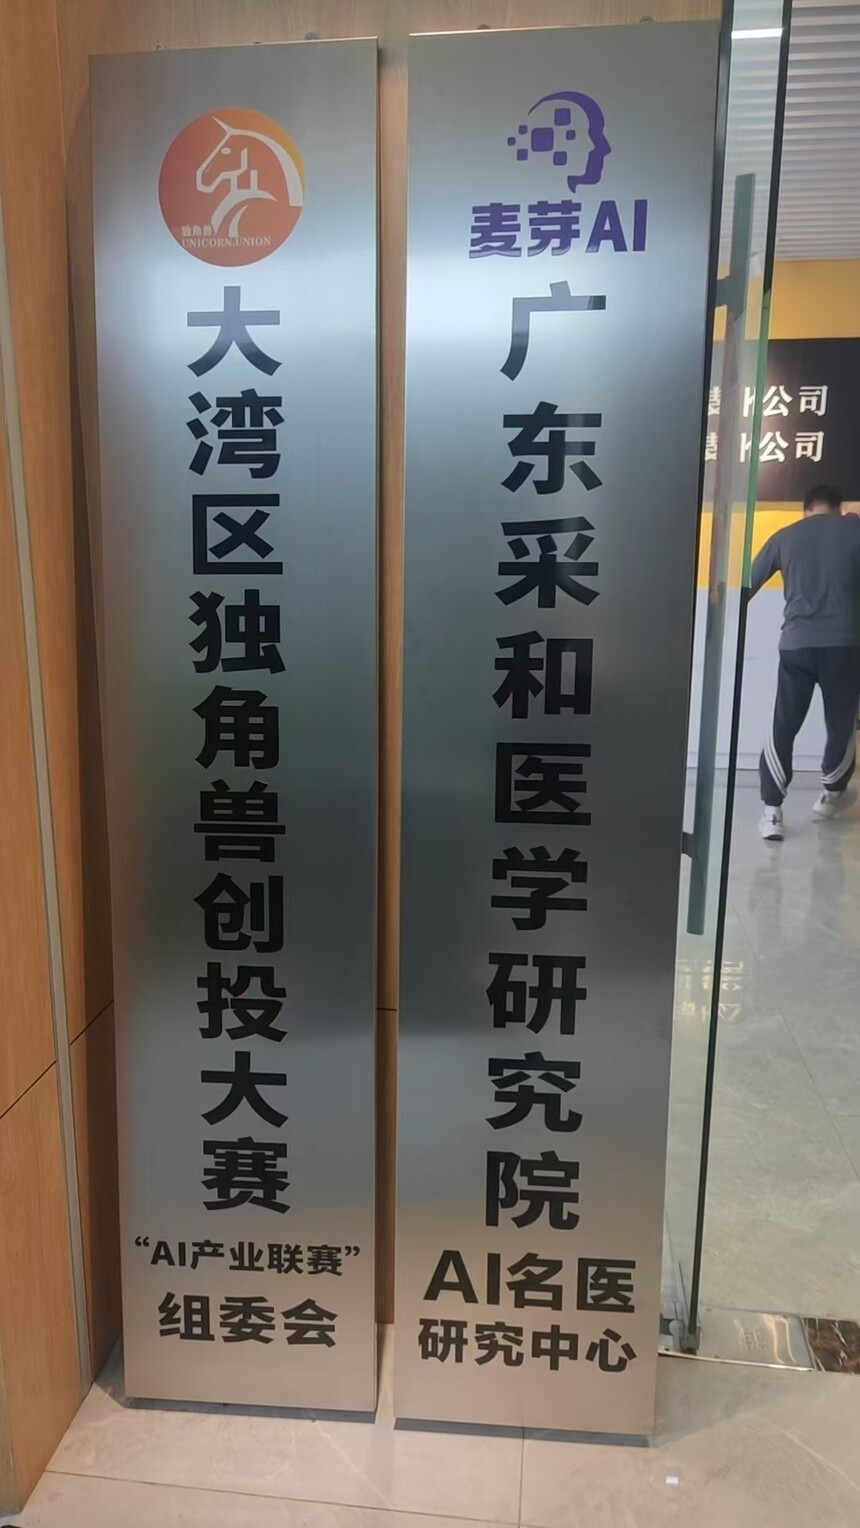 独角兽
UNICORN.UNION
大湾区独角兽创投大赛
“AI产业联赛”
组委会
麦芽AI
广东采和医学研究院
AI名医
研究中心
公司
公司